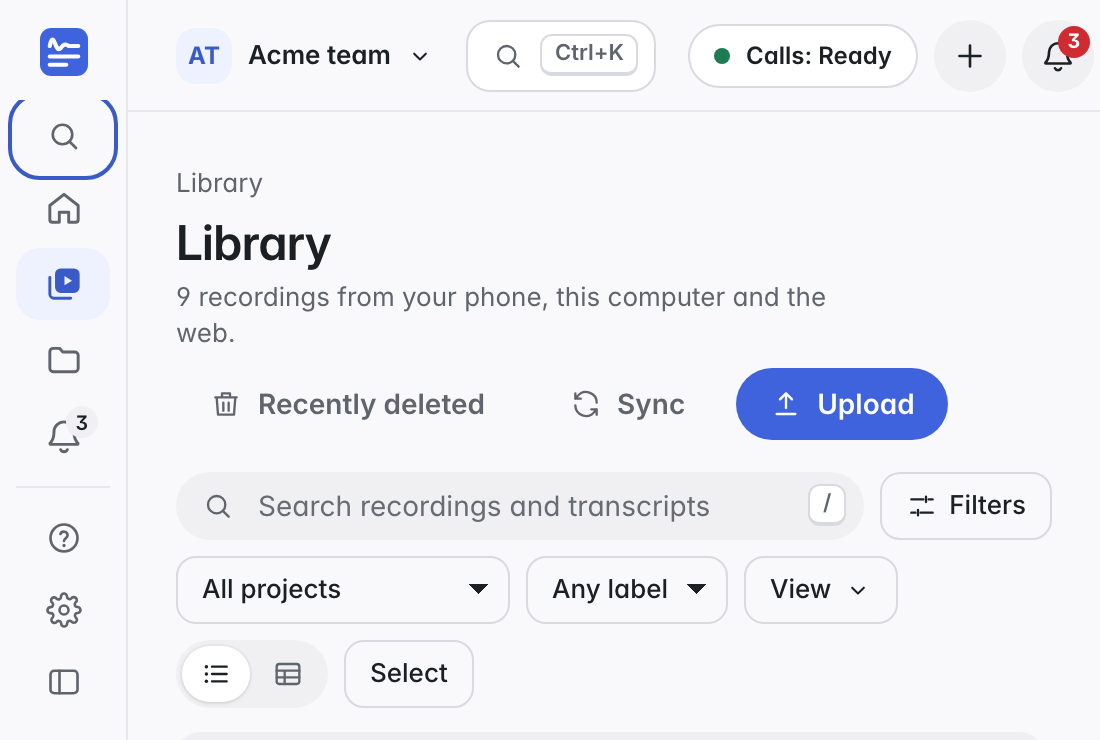 AT Acme team Ctrl+K Calls: Ready 3
Library
Library
9 recordings from your phone, this computer and the
web.
Recently deleted Sync Upload
3
Search recordings and transcripts / Filters
All projects Any label View
Select